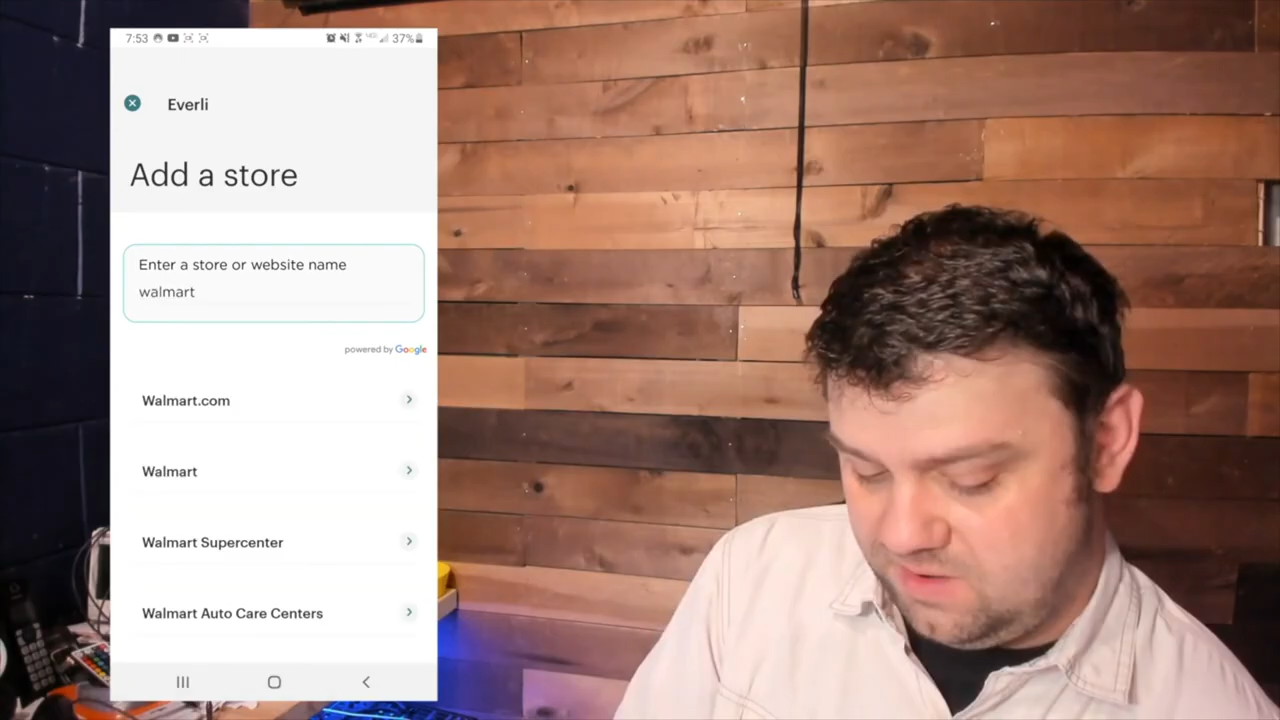 7:53
37%
Everli
Add a store
Enter a store or website name
walmart
powered by Google
Walmart.com
Walmart
Walmart Supercenter
Walmart Auto Care Centers